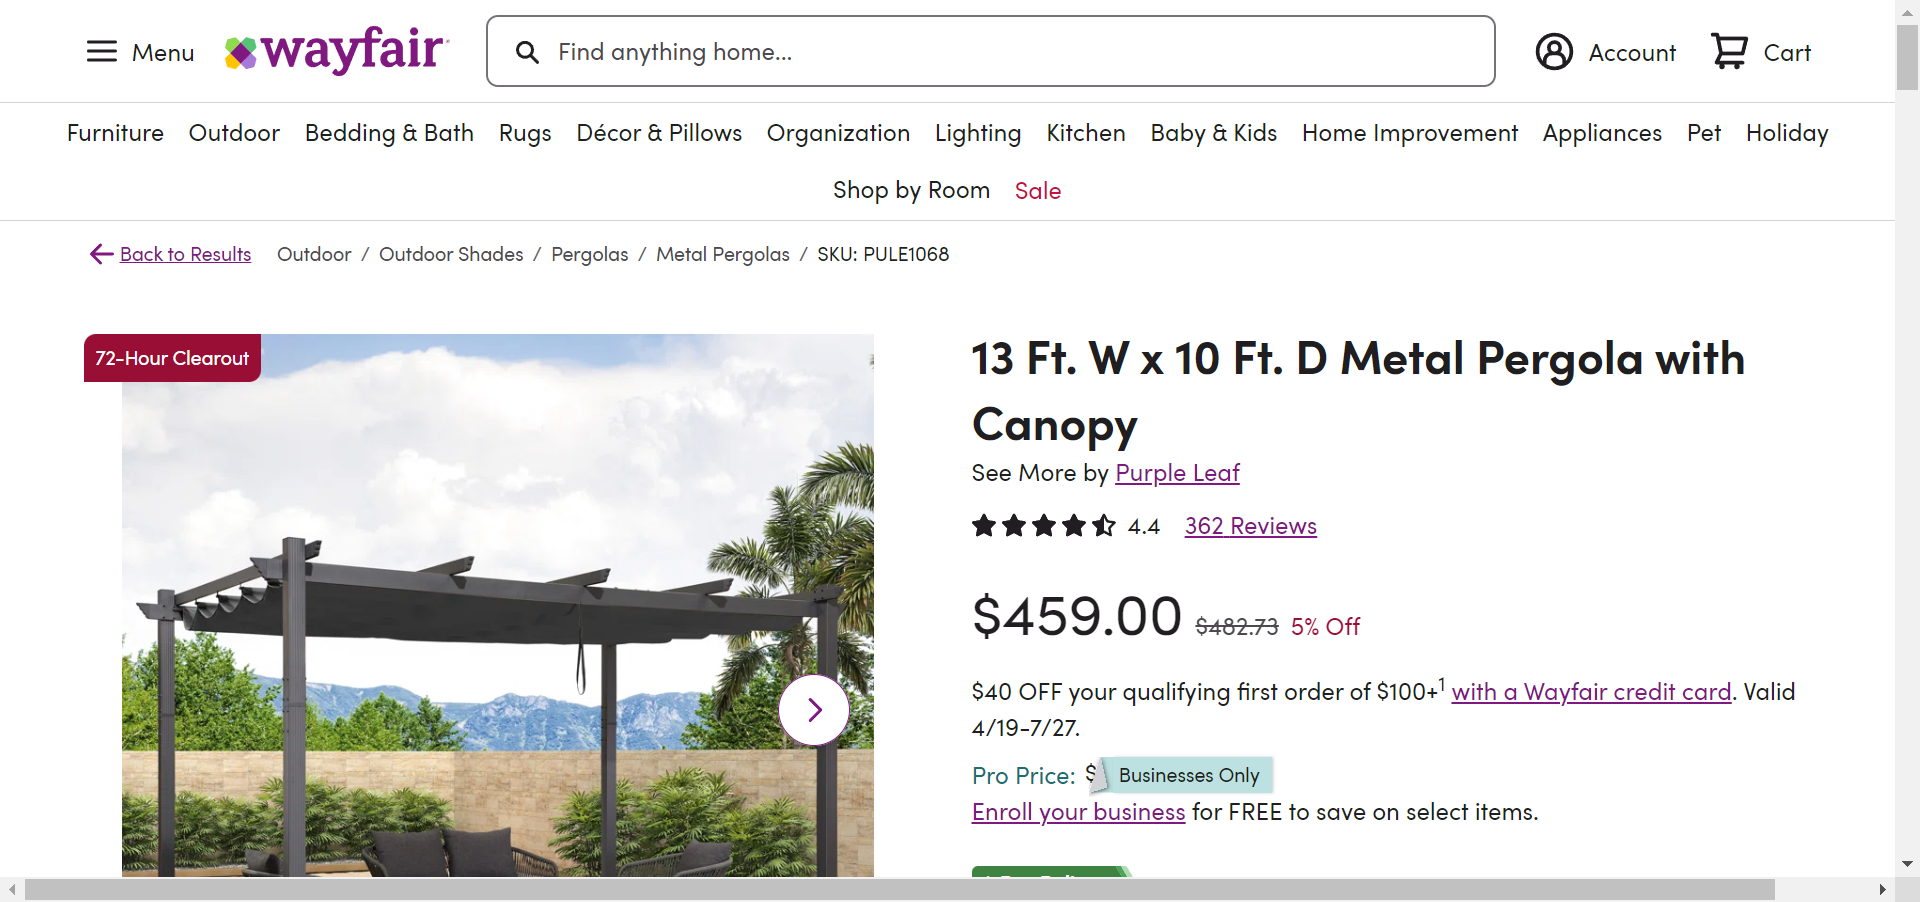 Menu
wayfair
Find anything home...
Account
Cart
Furniture Outdoor Bedding & Bath Rugs Décor & Pillows Organization Lighting Kitchen Baby & Kids Home Improvement Appliances Pet Holiday
Shop by Room Sale
Back to Results Outdoor / Outdoor Shades / Pergolas / Metal Pergolas / SKU: PULE1068
72-Hour Clearout
13 Ft. W x 10 Ft. D Metal Pergola with
Canopy
See More by Purple Leaf
4.4 362 Reviews
$459.00 $482.73 5% Off
$40 OFF your qualifying first order of $100+1 with a Wayfair credit card. Valid
4/19-7/27.
Pro Price: $ Businesses Only
Enroll your business for FREE to save on select items.